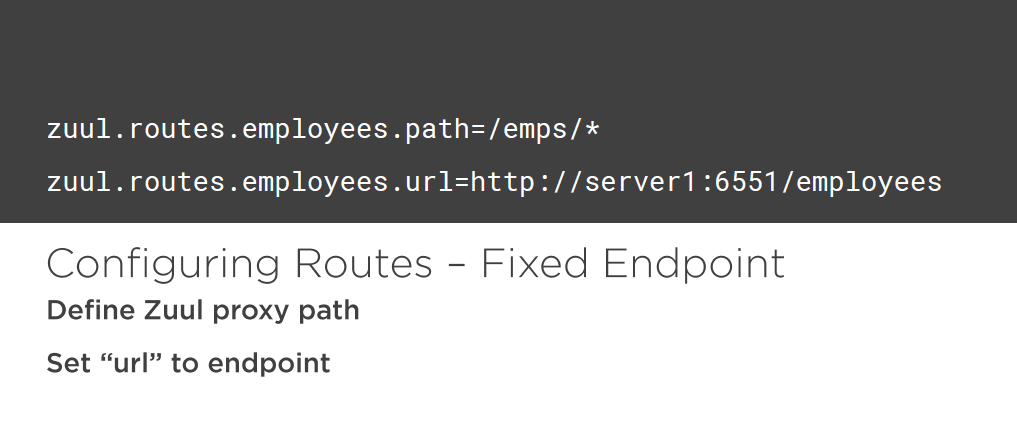 zuul.routes.employees.path=/emps/*
zuul.routes.employees.url=http://server1:6551/employees
Configuring Routes – Fixed Endpoint
Define Zuul proxy path
Set “url” to endpoint